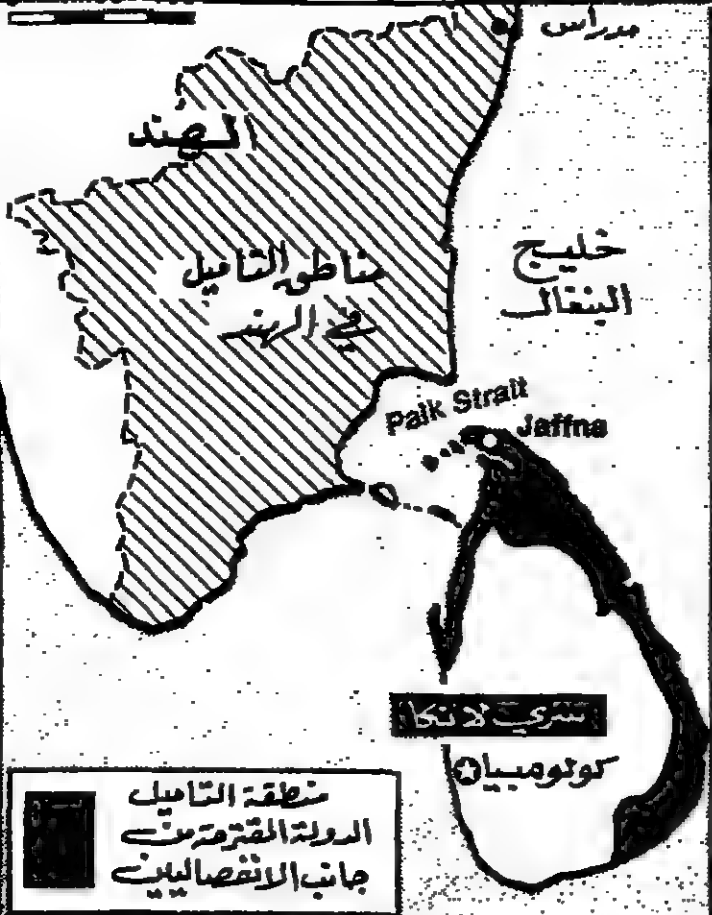 مدراس
الهند
خليج
البنغال
مناطق التاميل
في الهند
Palk Strait
Jaffna
سري لانكا
كولومبيا
منطقة التاميل
الدولة المقترحة من
جانب الانفصاليين